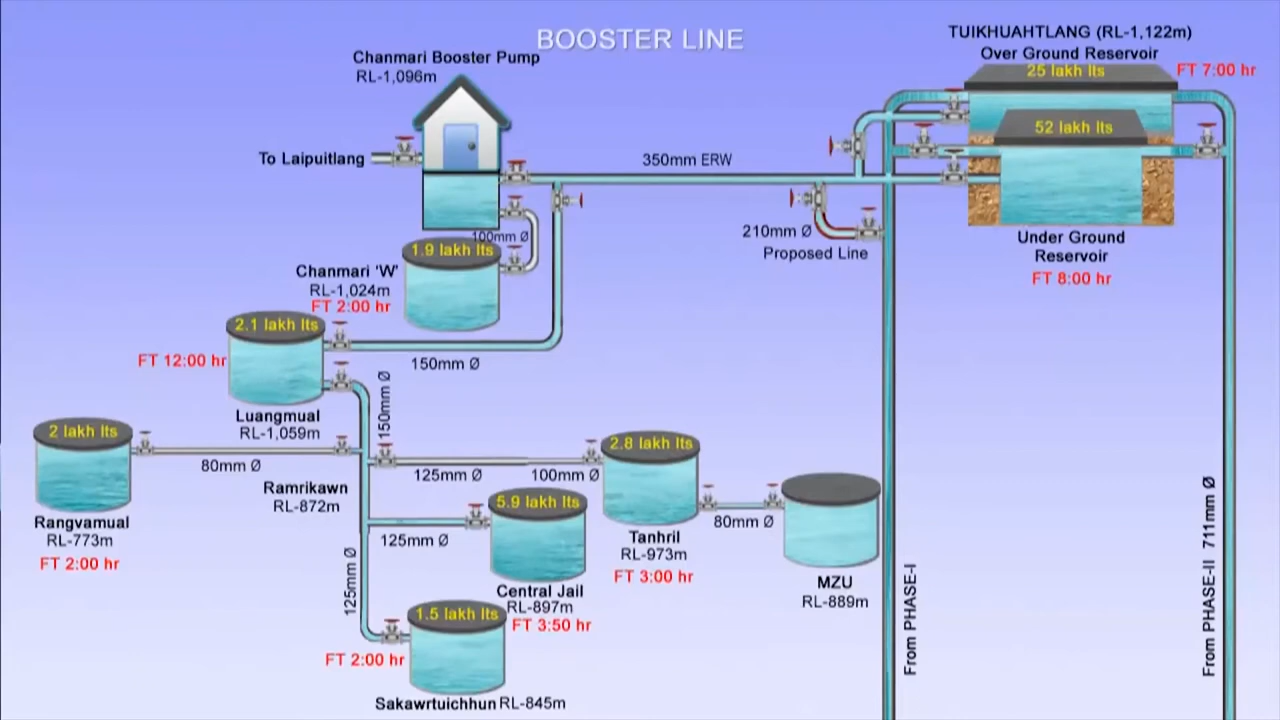 BOOSTER LINE
TUIKHUAHTLANG (RL-1,122m)
Over Ground Reservoir
25 lakh lts
FT 7:00 hr
52 lakh lts
Under Ground
Reservoir
FT 8:00 hr
Chanmari Booster Pump
RL-1,096m
To Laipuitlang
350mm ERW
210mm Ø
Proposed Line
100mm Ø
1.9 lakh lts
Chanmari 'W'
RL-1,024m
FT 2:00 hr
2.1 lakh lts
FT 12:00 hr
150mm Ø
Luangmual
RL-1,059m
150mm Ø
2 lakh lts
80mm Ø
Rangvamual
RL-773m
FT 2:00 hr
Ramrikawn
RL-872m
125mm Ø
100mm Ø
2.8 lakh lts
Tanhril
RL-973m
FT 3:00 hr
80mm Ø
MZU
RL-889m
5.9 lakh lts
125mm Ø
Central Jail
RL-897m
FT 3:50 hr
125mm Ø
1.5 lakh lts
FT 2:00 hr
Sakawrtuichhun RL-845m
From PHASE-I
From PHASE-II 711mm Ø